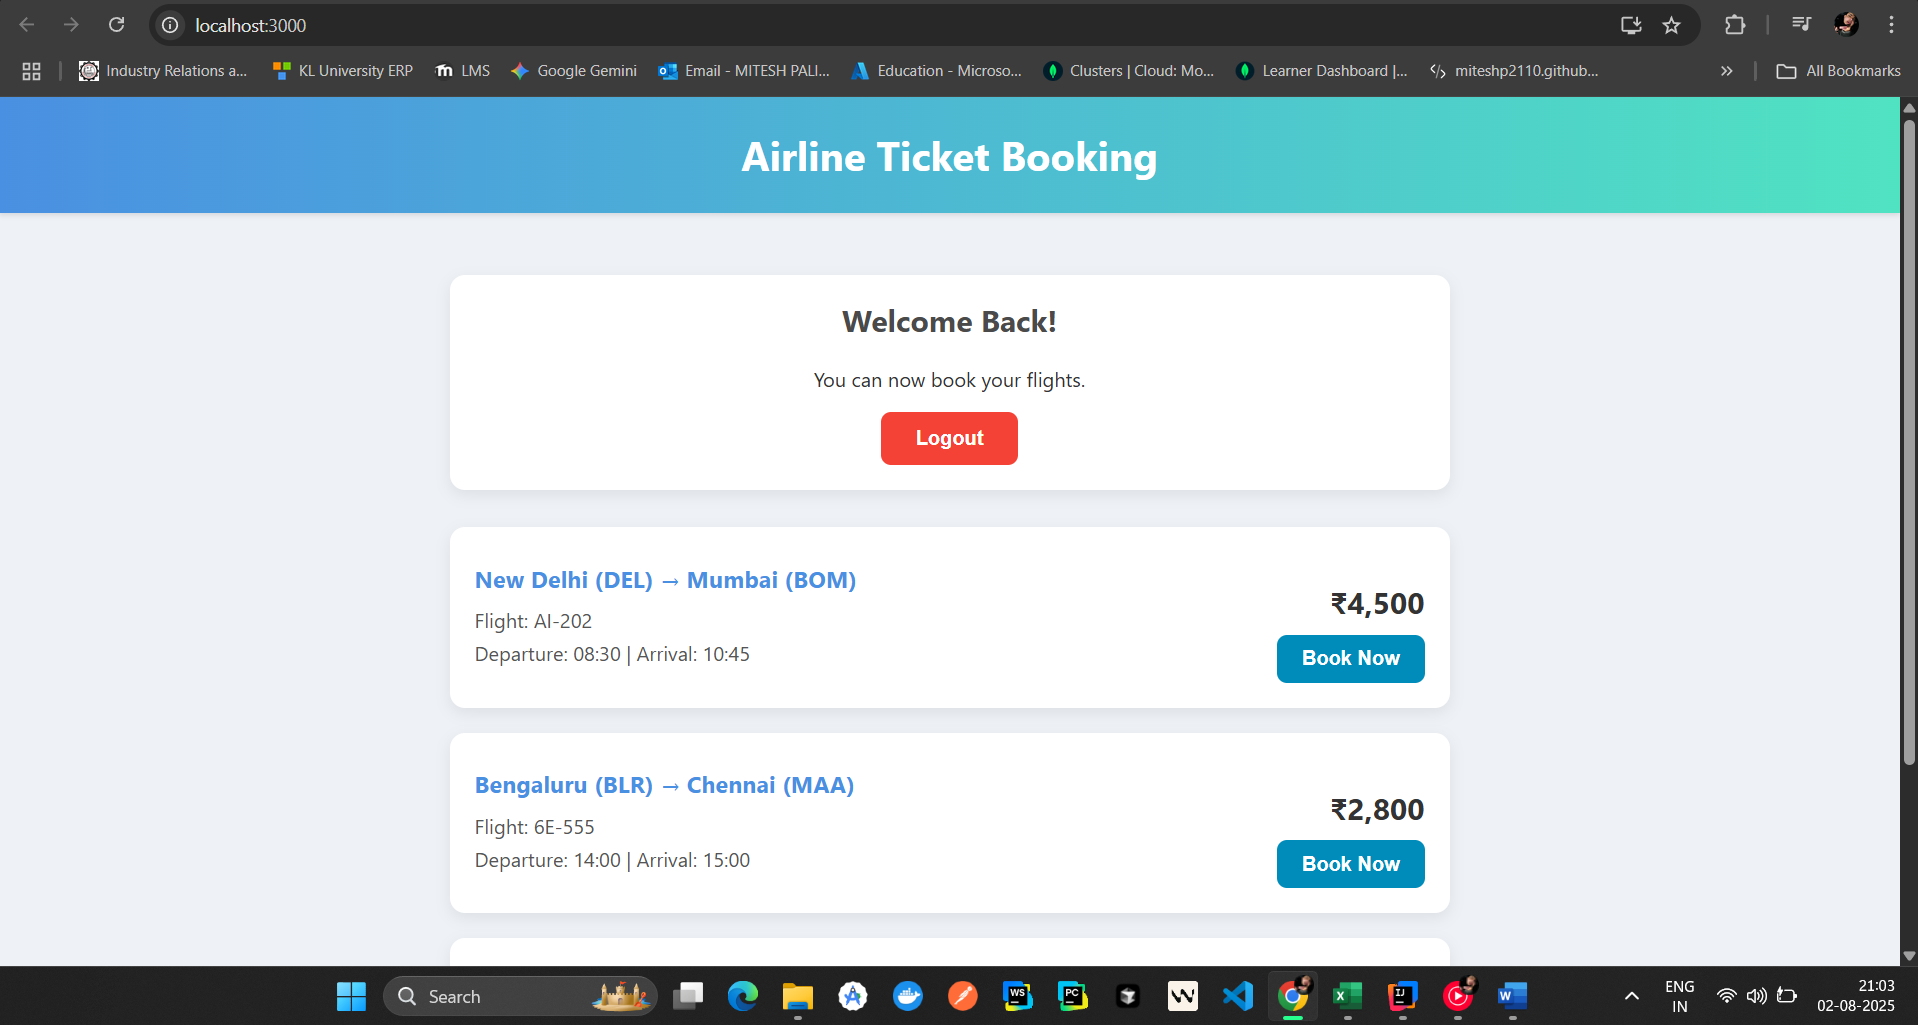 localhost:3000
Industry Relations a...
KL University ERP
LMS
Google Gemini
Email - MITESH PALI...
Education - Microso...
Clusters | Cloud: Mo...
Learner Dashboard |...
miteshp2110.github...
All Bookmarks
Airline Ticket Booking
Welcome Back!
You can now book your flights.
Logout
New Delhi (DEL) → Mumbai (BOM)
Flight: AI-202
Departure: 08:30 | Arrival: 10:45
₹4,500
Book Now
Bengaluru (BLR) → Chennai (MAA)
Flight: 6E-555
Departure: 14:00 | Arrival: 15:00
₹2,800
Book Now
Search
WS
PC
IJ
ENG
IN
21:03
02-08-2025